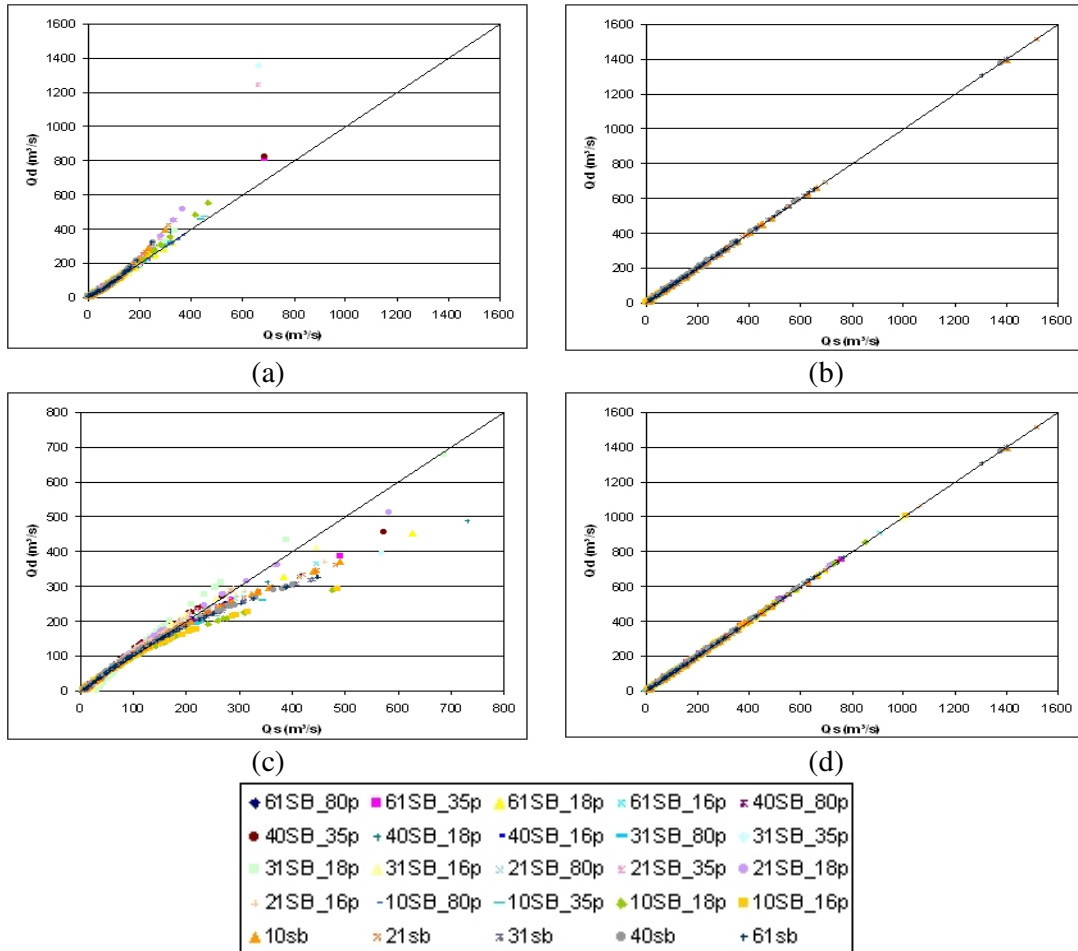 1600
1400
1200
1000
800
600
400
200
0
Qd (m³/s)
0 200 400 600 800 1000 1200 1400 1600
Qs (m³/s)
(a)
1600
1400
1200
1000
800
600
400
200
0
Qd (m³/s)
0 200 400 600 800 1000 1200 1400 1600
Qs (m³/s)
(b)
800
700
600
500
400
300
200
100
0
Qd (m³/s)
0 100 200 300 400 500 600 700 800
Qs (m³/s)
(c)
1600
1400
1200
1000
800
600
400
200
0
Qd (m³/s)
0 200 400 600 800 1000 1200 1400 1600
Qs (m³/s)
(d)
61SB_80p 61SB_35p 61SB_18p 61SB_16p 40SB_80p
40SB_35p 40SB_18p 40SB_16p 31SB_80p 31SB_35p
31SB_18p 31SB_16p 21SB_80p 21SB_35p 21SB_18p
21SB_16p 10SB_80p 10SB_35p 10SB_18p 10SB_16p
10sb 21sb 31sb 40sb 61sb